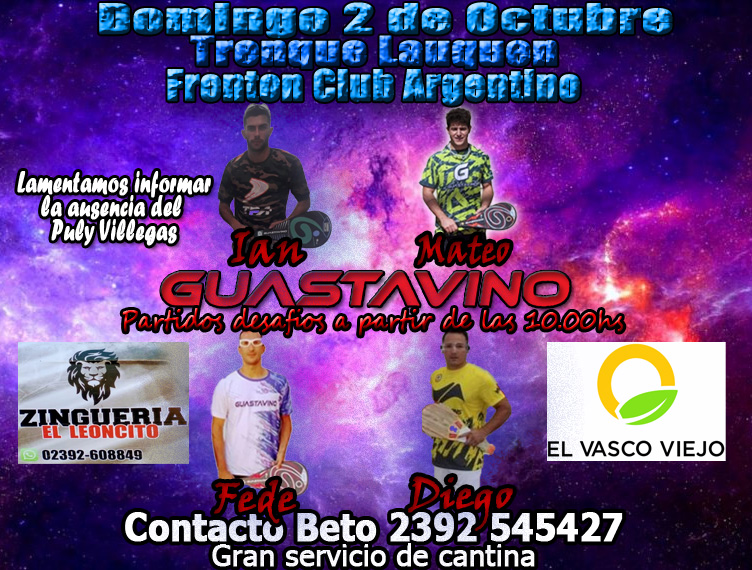 Domingo 2 de Octubre
Trenque Lauquen
Fronton Club Argentino
Lamentamos informar
la ausencia del
Puly Villegas
G
Ian
Mateo
GUASTAVINO
Partidos desafios a partir de las 10.00hs
GUASTAVINO
ZINGUERIA
EL LEONCITO
02392-608849
EL VASCO VIEJO
Fede
Diego
Contacto Beto 2392 545427
Gran servicio de cantina